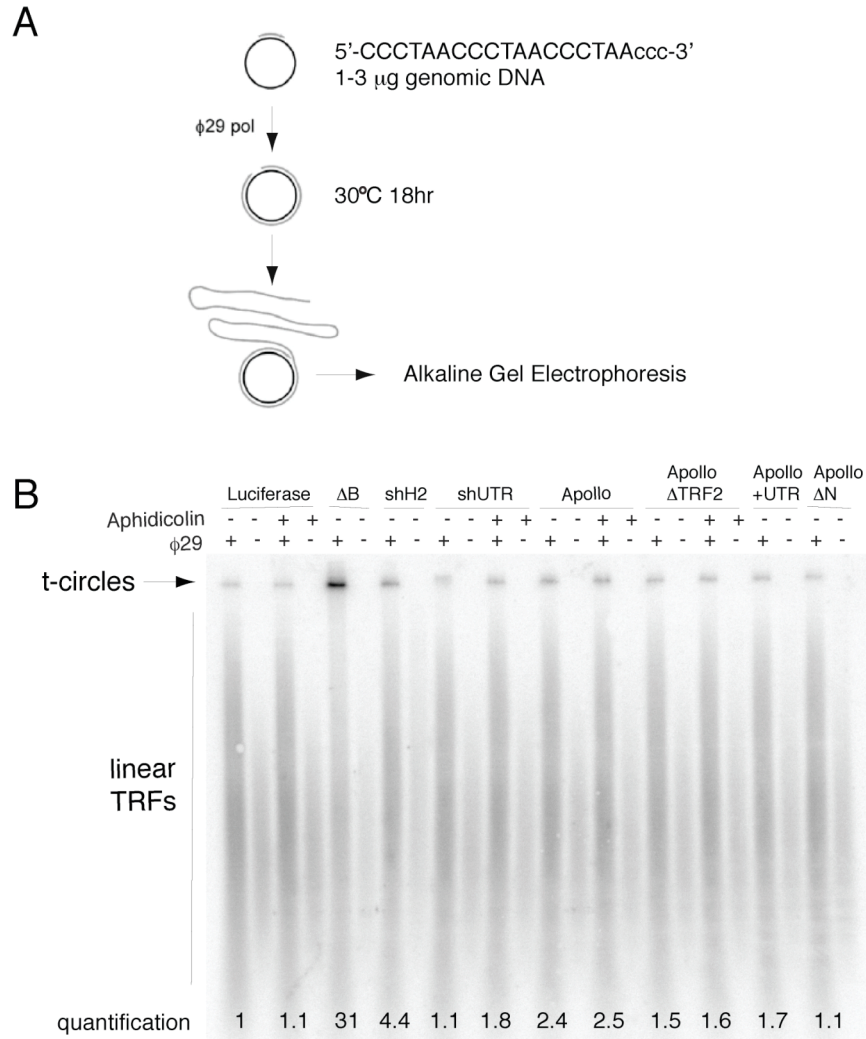 A
5'-CCCTAACCCTAACCCTAAccc-3'
1-3 µg genomic DNA
ϕ29 pol
30ºC 18hr
Alkaline Gel Electrophoresis
B
Luciferase ΔB shH2 shUTR Apollo Apollo ΔTRF2 Apollo +UTR Apollo ΔN
Aphidicolin - - + + - - - - - - + + - - + + - - + + - - - -
ϕ29 + - + - + - + - + - + - + - + - + - + - + - + -
t-circles
linear
TRFs
quantification 1 1.1 31 4.4 1.1 1.8 2.4 2.5 1.5 1.6 1.7 1.1